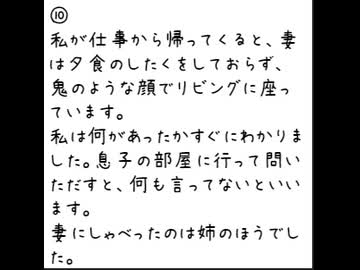 ⑩
私が仕事から帰ってくると、妻
は夕食のしたくをしておらず、
鬼のような顔でリビングに座っ
ています。
私は何があったかすぐにわかりま
した。息子の部屋に行って問い
ただすと、何も言ってないといい
ます。
妻にしゃべったのは姉のほうでし
た。